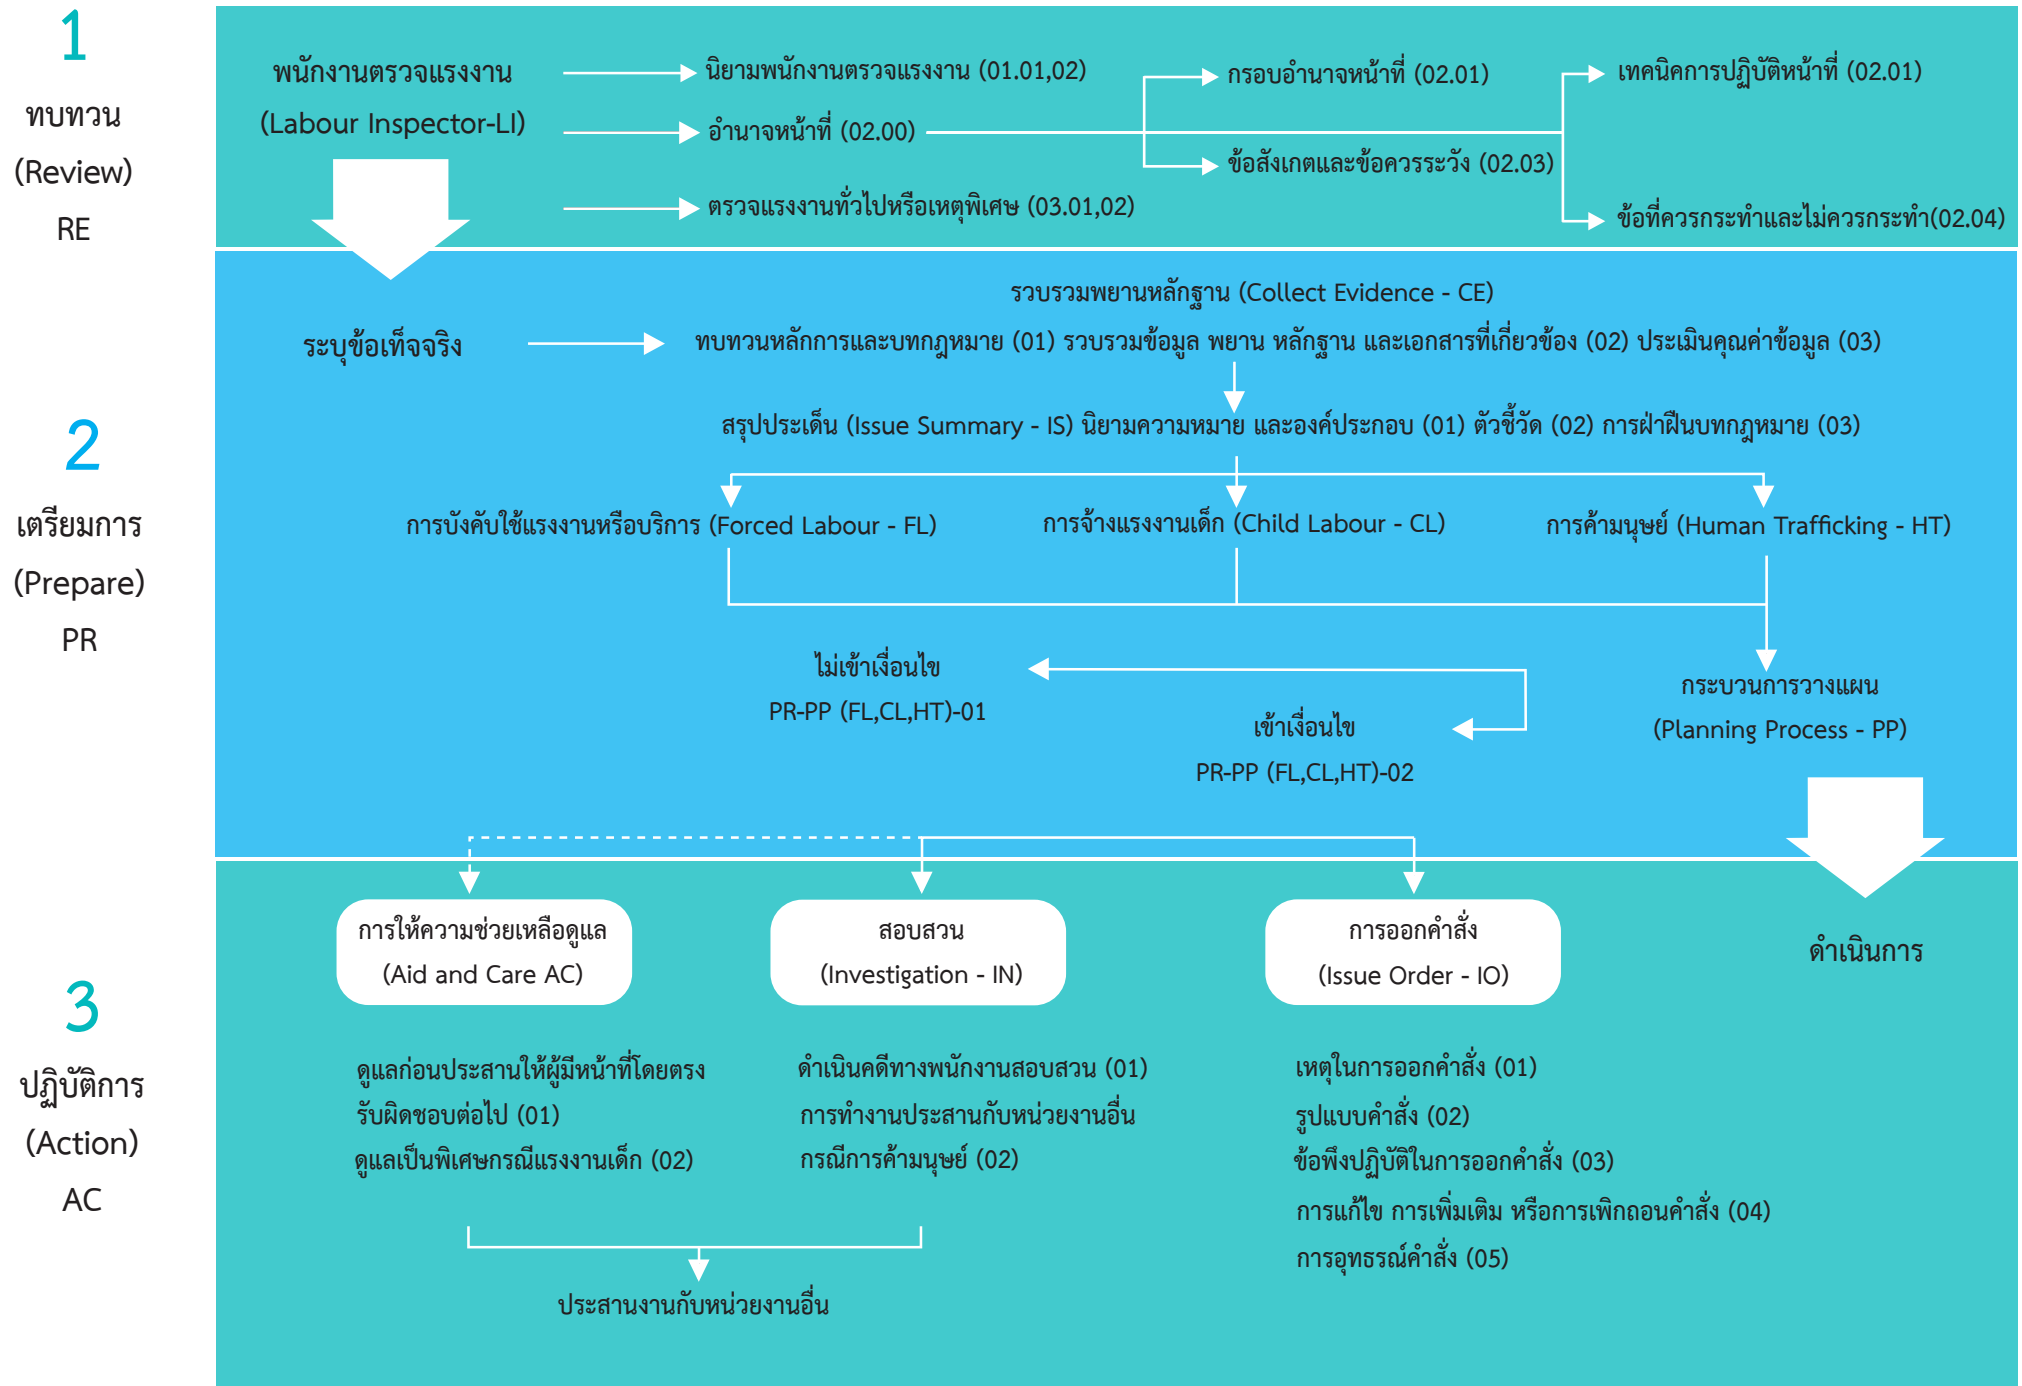 1
ทบทวน
(Review)
RE
พนักงานตรวจแรงงาน
(Labour Inspector-LI)
นิยามพนักงานตรวจแรงงาน (01.01,02)
อำนาจหน้าที่ (02.00)
ตรวจแรงงานทั่วไปหรือเหตุพิเศษ (03.01,02)
กรอบอำนาจหน้าที่ (02.01)
ข้อสังเกตและข้อควรระวัง (02.03)
เทคนิคการปฏิบัติหน้าที่ (02.01)
ข้อที่ควรกระทำและไม่ควรกระทำ(02.04)
2
เตรียมการ
(Prepare)
PR
ระบุข้อเท็จจริง
รวบรวมพยานหลักฐาน (Collect Evidence - CE)
ทบทวนหลักการและบทกฎหมาย (01) รวบรวมข้อมูล พยาน หลักฐาน และเอกสารที่เกี่ยวข้อง (02) ประเมินคุณค่าข้อมูล (03)
สรุปประเด็น (Issue Summary - IS) นิยามความหมาย และองค์ประกอบ (01) ตัวชี้วัด (02) การฝ่าฝืนบทกฎหมาย (03)
การบังคับใช้แรงงานหรือบริการ (Forced Labour - FL)
การจ้างแรงงานเด็ก (Child Labour - CL)
การค้ามนุษย์ (Human Trafficking - HT)
ไม่เข้าเงื่อนไข
PR-PP (FL,CL,HT)-01
เข้าเงื่อนไข
PR-PP (FL,CL,HT)-02
กระบวนการวางแผน
(Planning Process - PP)
3
ปฏิบัติการ
(Action)
AC
การให้ความช่วยเหลือดูแล
(Aid and Care AC)
ดูแลก่อนประสานให้ผู้มีหน้าที่โดยตรง
รับผิดชอบต่อไป (01)
ดูแลเป็นพิเศษกรณีแรงงานเด็ก (02)
สอบสวน
(Investigation - IN)
ดำเนินคดีทางพนักงานสอบสวน (01)
การทำงานประสานกับหน่วยงานอื่น
กรณีการค้ามนุษย์ (02)
ประสานงานกับหน่วยงานอื่น
การออกคำสั่ง
(Issue Order - IO)
เหตุในการออกคำสั่ง (01)
รูปแบบคำสั่ง (02)
ข้อพึงปฏิบัติในการออกคำสั่ง (03)
การแก้ไข การเพิ่มเติม หรือการเพิกถอนคำสั่ง (04)
การอุทธรณ์คำสั่ง (05)
ดำเนินการ